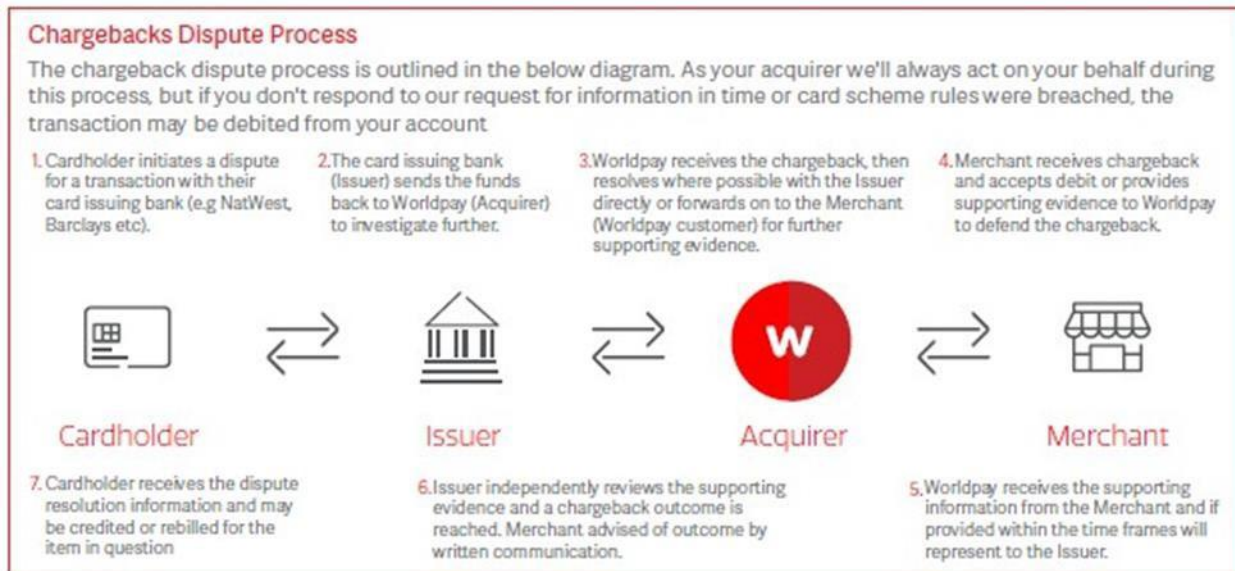 Chargebacks Dispute Process
The chargeback dispute process is outlined in the below diagram. As your acquirer we'll always act on your behalf during
this process, but if you don't respond to our request for information in time or card scheme rules were breached, the
transaction may be debited from your account
1. Cardholder initiates a dispute
for a transaction with their
card issuing bank (e.g NatWest,
Barclays etc).
2. The card issuing bank
(Issuer) sends the funds
back to Worldpay (Acquirer)
to investigate further.
3. Worldpay receives the chargeback, then
resolves where possible with the Issuer
directly or forwards on to the Merchant
(Worldpay customer) for further
supporting evidence.
4. Merchant receives chargeback
and accepts debit or provides
supporting evidence to Worldpay
to defend the chargeback.
W
Cardholder
Issuer
Acquirer
Merchant
7. Cardholder receives the dispute
resolution information and may
be credited or rebilled for the
item in question
6. Issuer independently reviews the supporting
evidence and a chargeback outcome is
reached. Merchant advised of outcome by
written communication.
5. Worldpay receives the supporting
information from the Merchant and if
provided within the time frames will
represent to the Issuer.